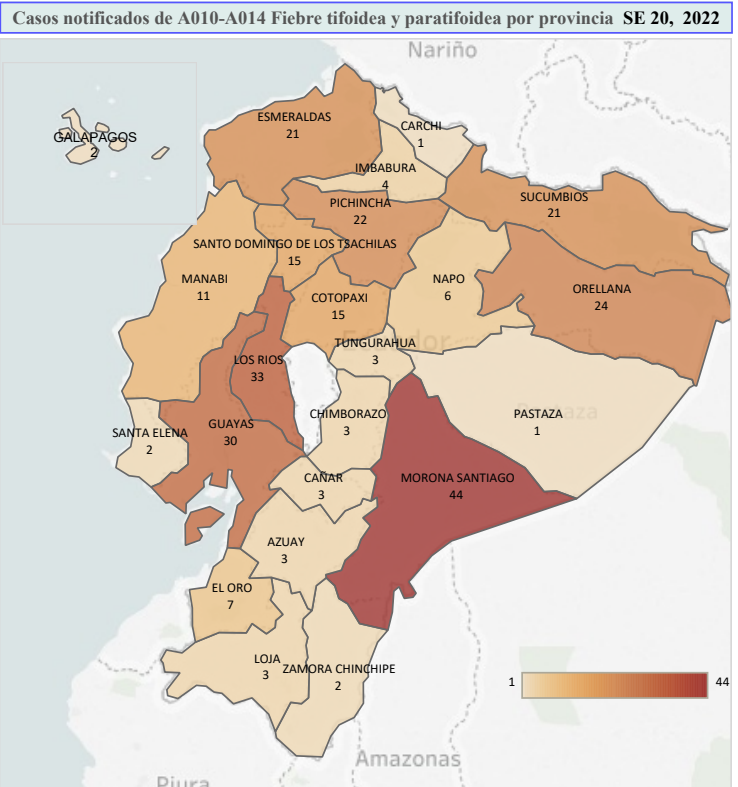 Casos notificados de A010-A014 Fiebre tifoidea y paratifoidea por provincia SE 20, 2022
Nariño
ESMERALDAS
21
CARCHI
1
GALAPAGOS
2
IMBABURA
4
PICHINCHA
22
SUCUMBIOS
21
SANTO DOMINGO DE LOS TSACHILAS
15
MANABI
11
COTOPAXI
15
NAPO
6
ORELLANA
24
Ecuador
TUNGURAHUA
3
LOS RIOS
33
CHIMBORAZO
3
PASTAZA
1
Pastaza
SANTA ELENA
2
GUAYAS
30
CAÑAR
3
MORONA SANTIAGO
44
AZUAY
3
EL ORO
7
LOJA
3
ZAMORA CHINCHIPE
2
1
44
Amazonas
Piura